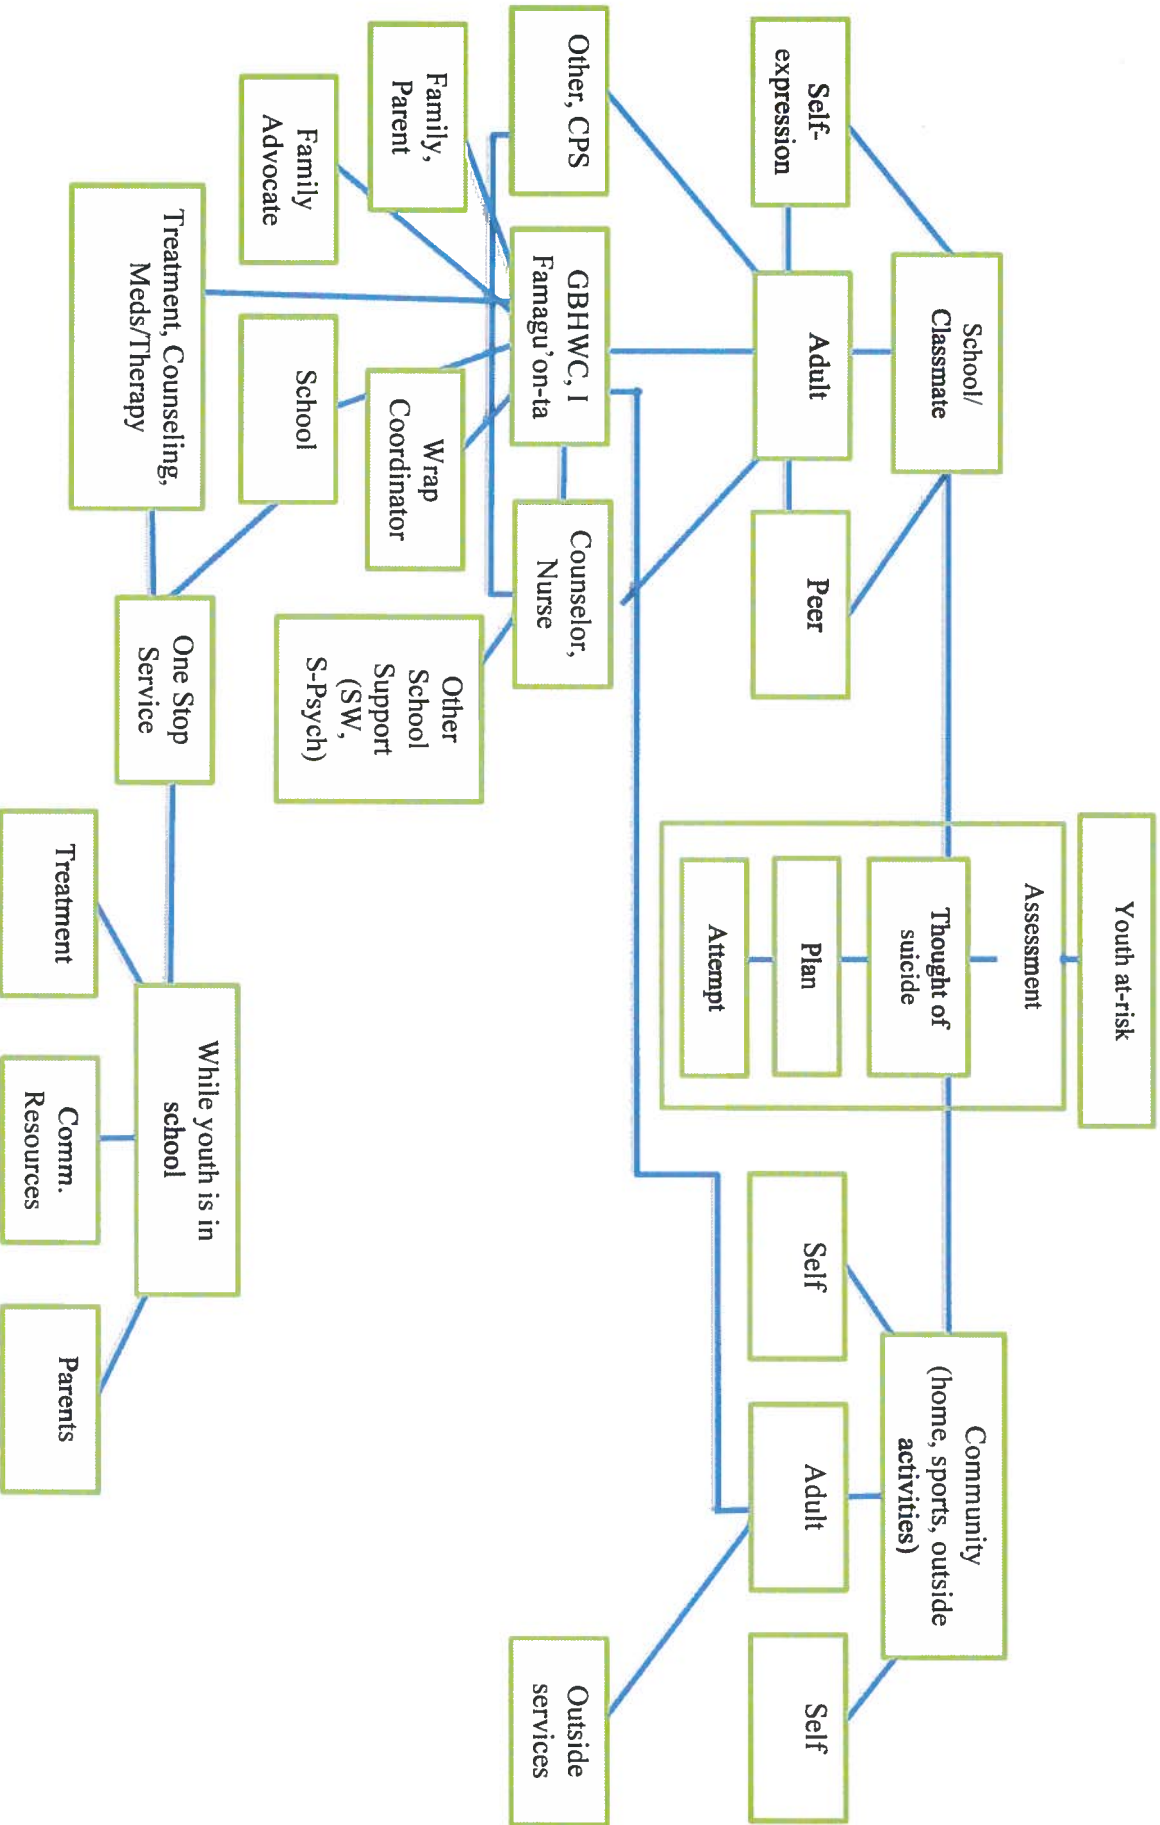 Youth at-risk
Assessment
Thought of
suicide
Plan
Attempt
School/
Classmate
Self-
expression
Adult
Peer
Other, CPS
GBHWC, I
Famagu'on-ta
Counselor,
Nurse
Family,
Parent
Wrap
Coordinator
Other
School
Support
(SW,
S-Psych)
Family
Advocate
School
Treatment, Counseling,
Meds/Therapy
One Stop
Service
While youth is in
school
Treatment
Comm.
Resources
Parents
Community
(home, sports, outside
activities)
Self
Adult
Self
Outside
services